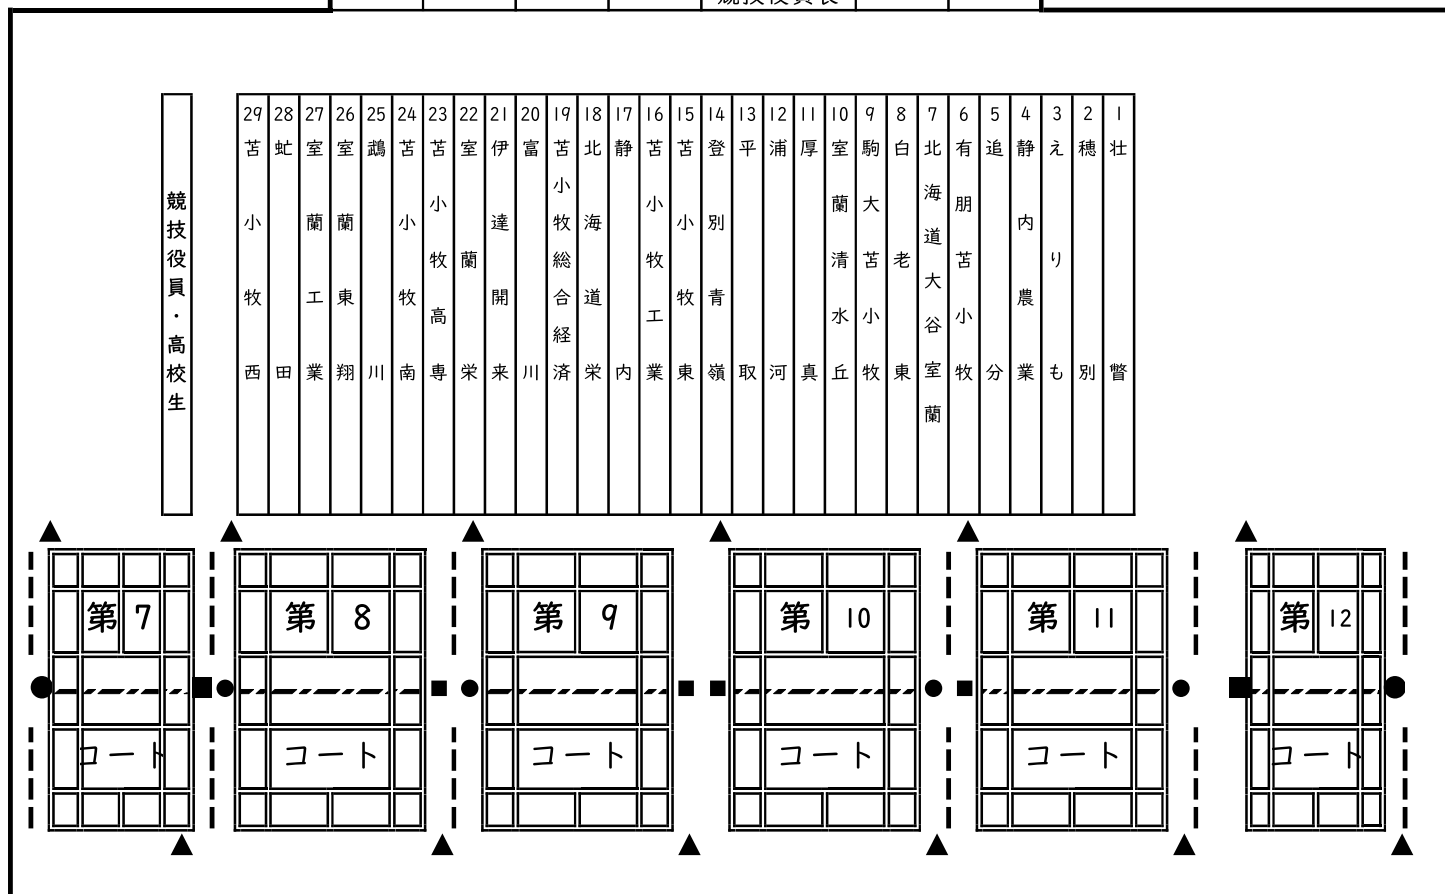 競技役員・高校生
1 壮瞥
2 穂別
3 えりも
4 静内農業
5 追分
6 有朋苫小牧
7 北海道大谷室蘭
8 白老東
9 駒大苫小牧
10 室蘭清水丘
11 厚真
12 浦河
13 平取
14 登別青嶺
15 苫小牧東
16 苫小牧工業
17 静内
18 北海道栄
19 苫小牧総合経済
20 富川
21 伊達開来
22 室蘭栄
23 苫小牧高専
24 苫小牧南
25 鵡川
26 室蘭東翔
27 室蘭工業
28 虻田
29 苫小牧西
第7コート
第8コート
第9コート
第10コート
第11コート
第12コート